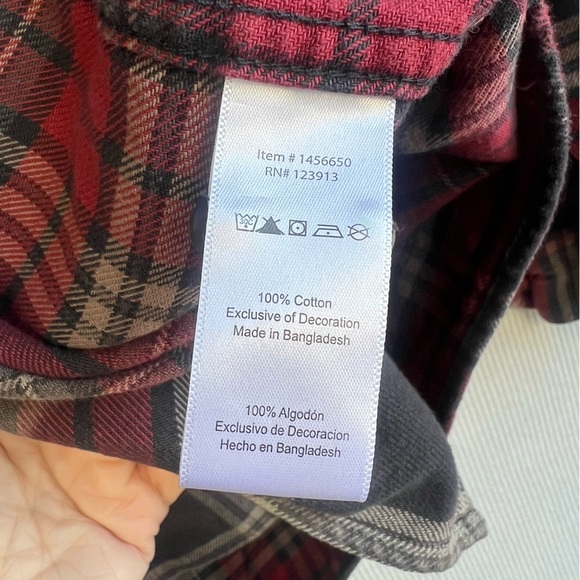 Item # 1456650
RN# 123913
100% Cotton
Exclusive of Decoration
Made in Bangladesh
100% Algodón
Exclusivo de Decoracion
Hecho en Bangladesh